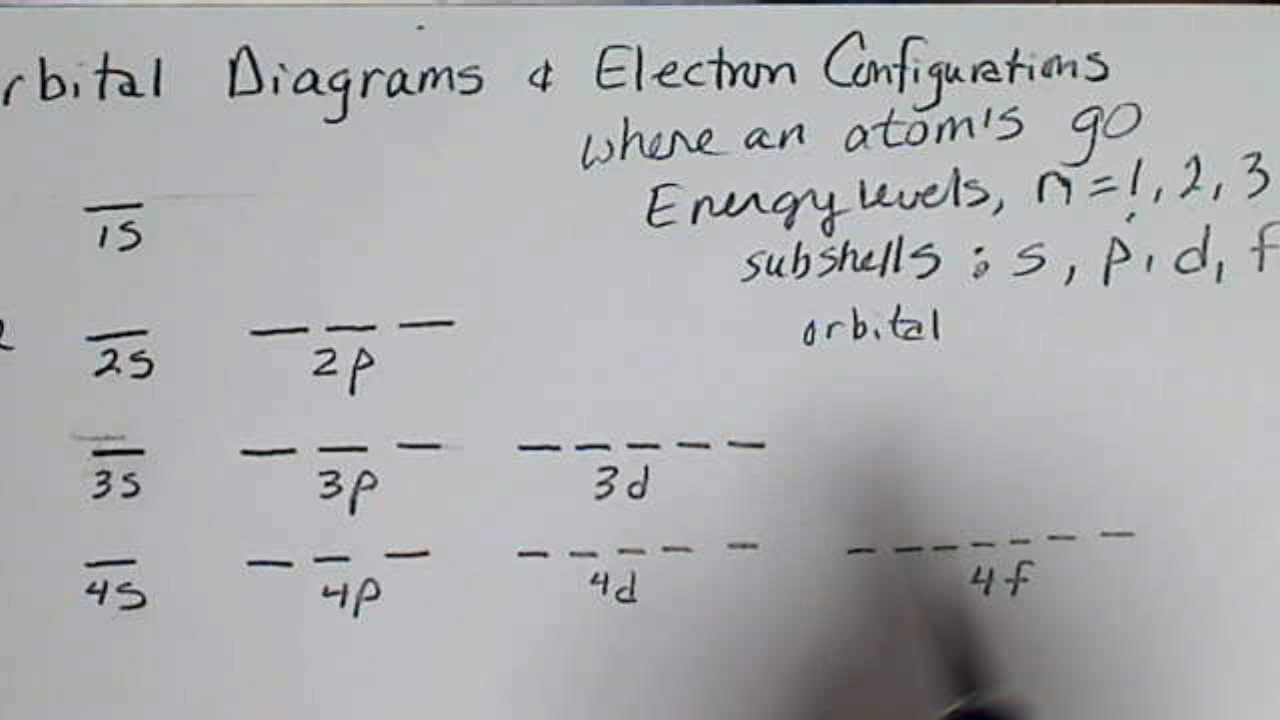 rbital Diagrams & Electron Configurations
where an atom's go
Energy levels, n = 1, 2, 3
subshells : s, p, d, f
orbital
1s
2 2s 2p
3s 3p 3d
4s 4p 4d 4f